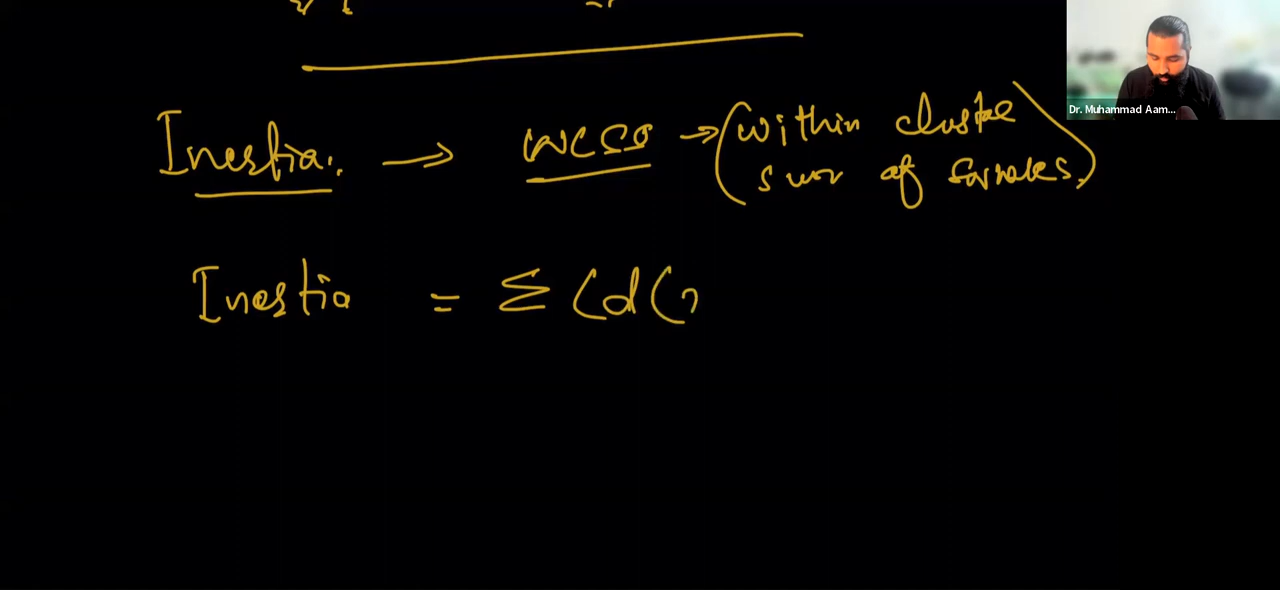 Inertia. → WCSS → (within cluster
sum of squares.)
Inertia = Σ (d(
Dr. Muhammad Aam...